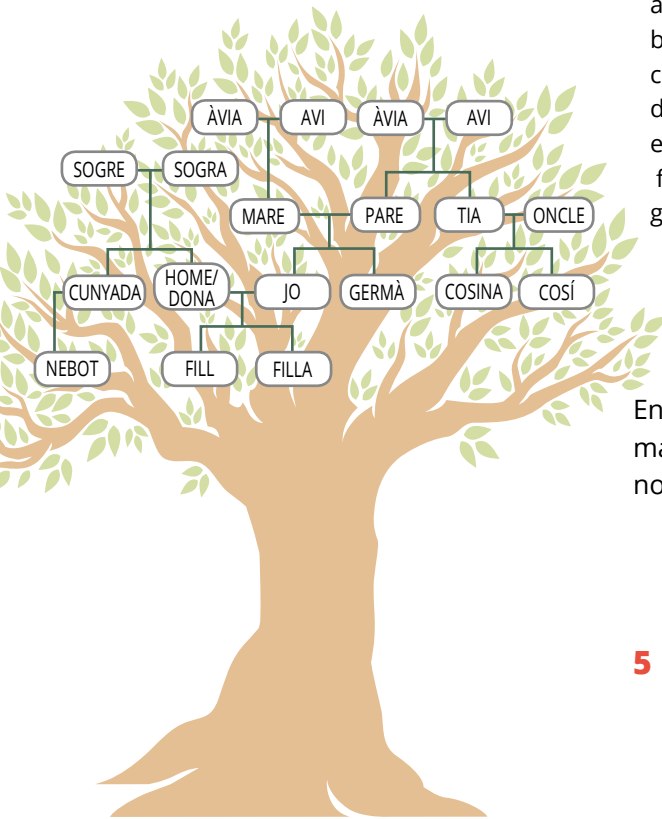 ÀVIA AVI ÀVIA AVI
SOGRE SOGRA
MARE PARE TIA ONCLE
CUNYADA HOME/
DONA JO GERMÀ COSINA COSÍ
NEBOT FILL FILLA
En
5